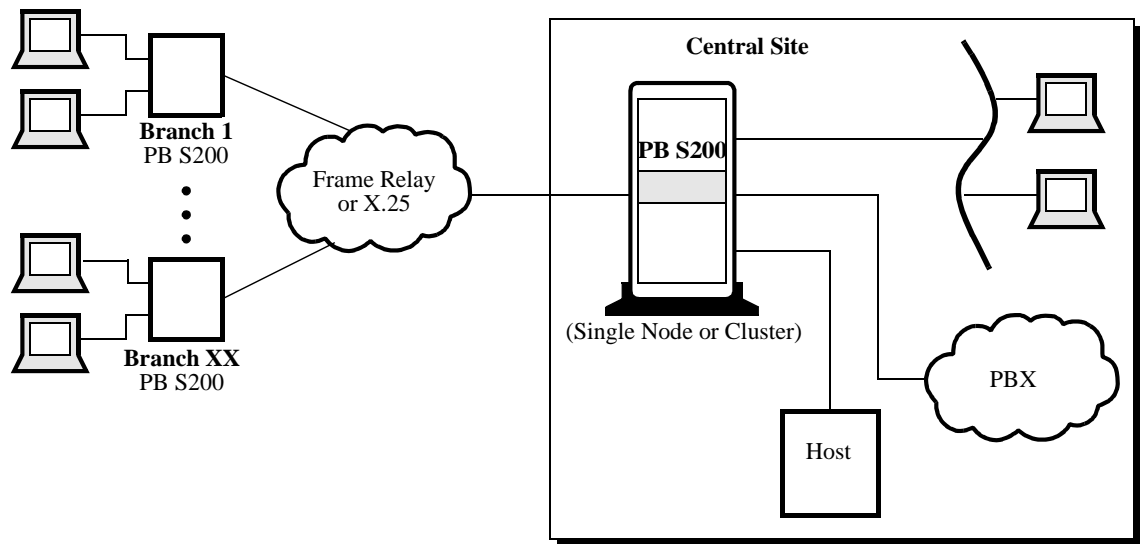 Central Site
Branch 1
PB S200
Frame Relay
or X.25
PB S200
(Single Node or Cluster)
Branch XX
PB S200
PBX
Host